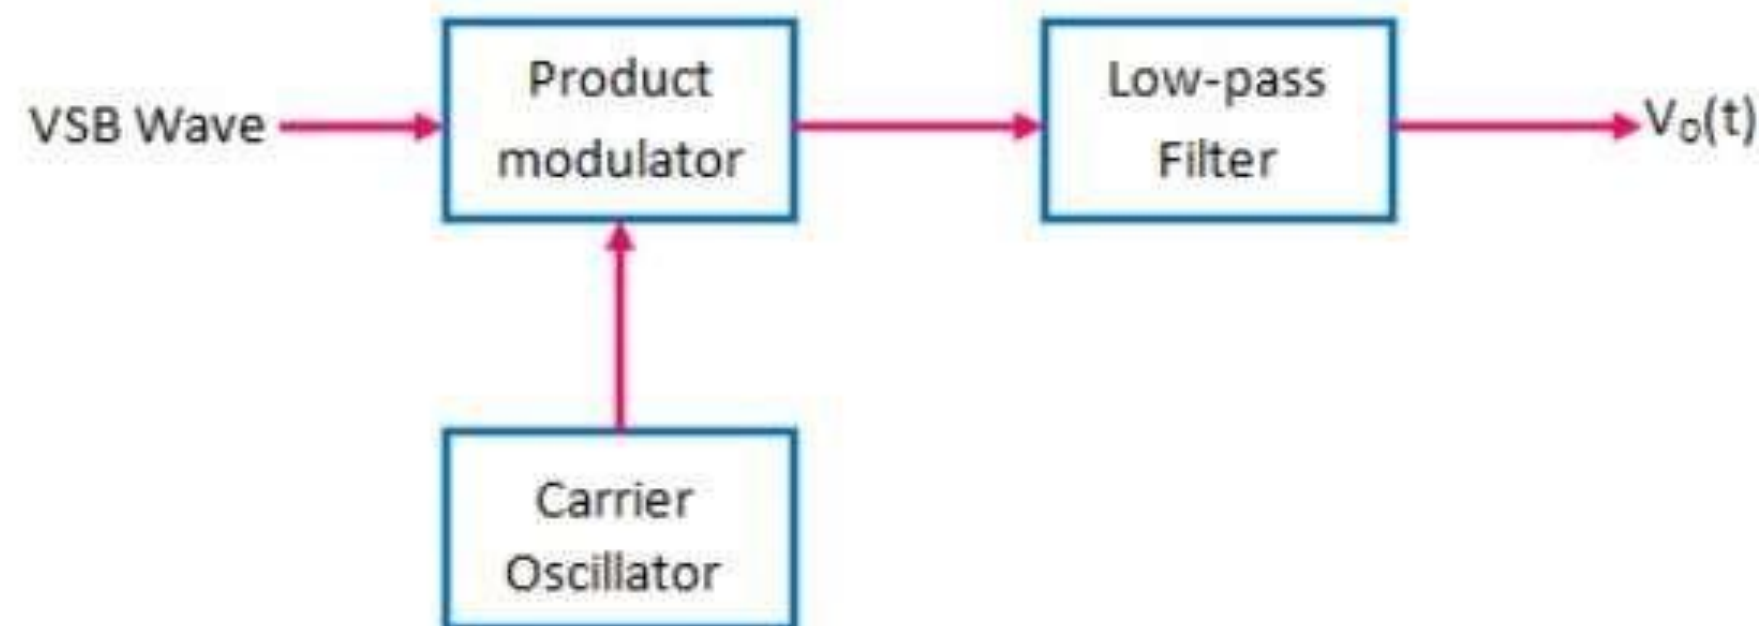 VSB Wave
Product
modulator
Low-pass
Filter
V₀(t)
Carrier
Oscillator